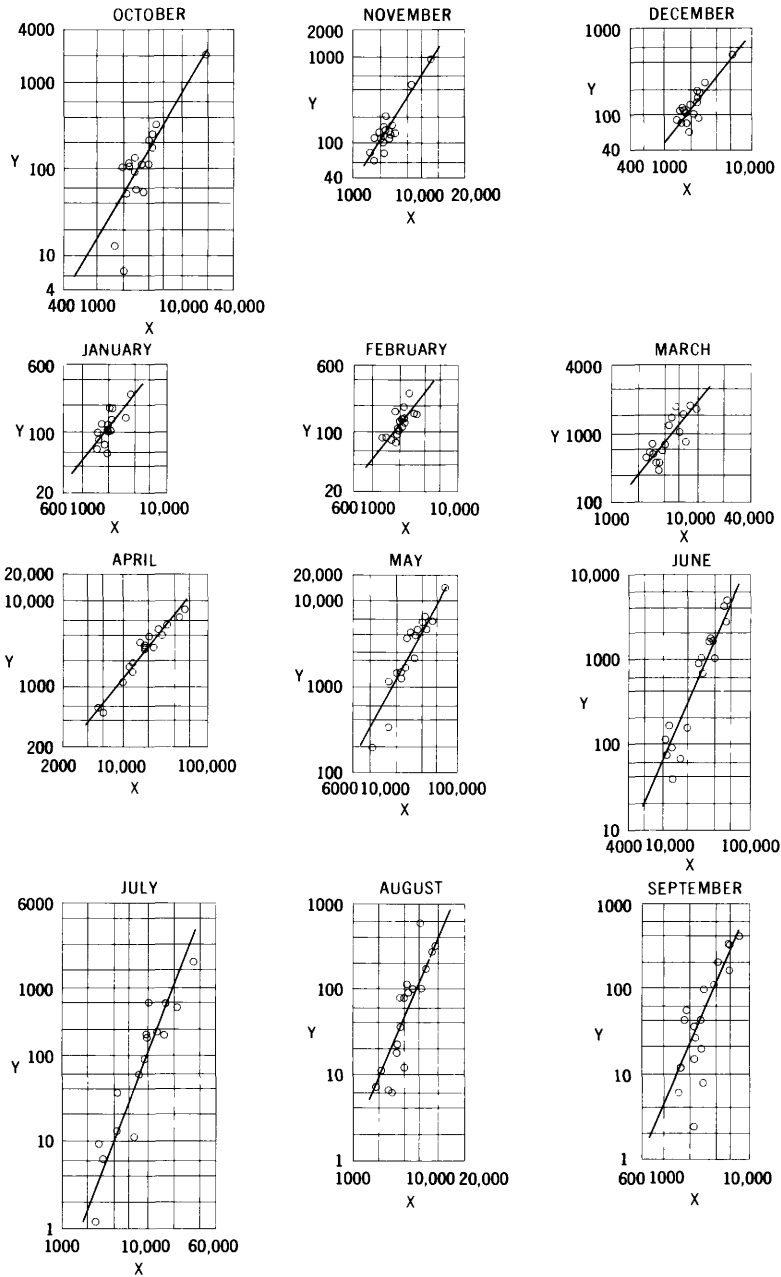 OCTOBER NOVEMBER DECEMBER
4000 2000 1000
1000 1000
Y Y
100 100 Y 100
40 40
10 1000 10,000 20,000 400 1000 10,000
4 X X
400 1000 10,000 40,000
X
JANUARY FEBRUARY MARCH
600 600 4000
Y 100 Y 100 Y 1000
20 20 100
600 1000 10,000 600 1000 10,000 1000 10,000 40,000
X X X
APRIL MAY JUNE
20,000 20,000 10,000
10,000 10,000
Y Y 1000
1000 1000 Y
200 100 100
2000 10,000 100,000 6000 10,000 100,000 10
X X 4000 10,000 100,000
X
JULY AUGUST SEPTEMBER
6000 1000 1000
1000 100 100
Y 100 Y Y
10 10 10
1 1 1
1000 10,000 60,000 1000 10,000 20,000 600 1000 10,000
X X X